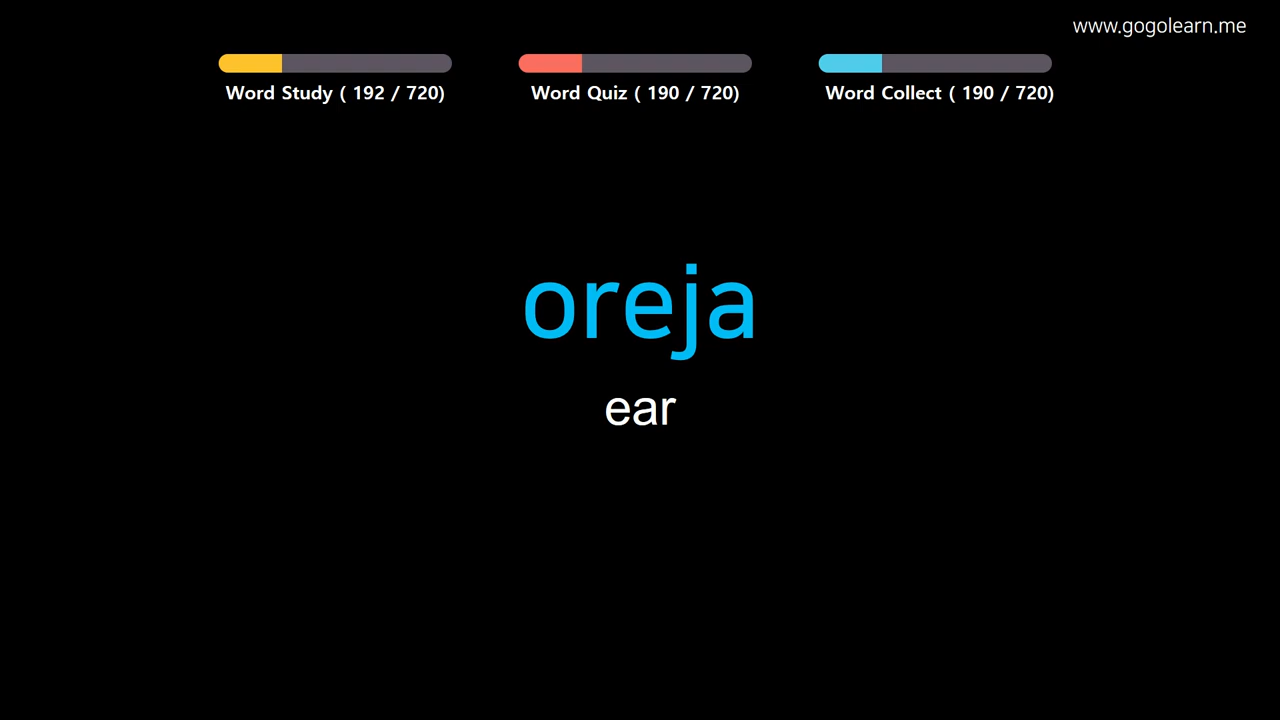 www.gogolearn.me
Word Study ( 192 / 720)
Word Quiz ( 190 / 720)
Word Collect ( 190 / 720)
oreja
ear